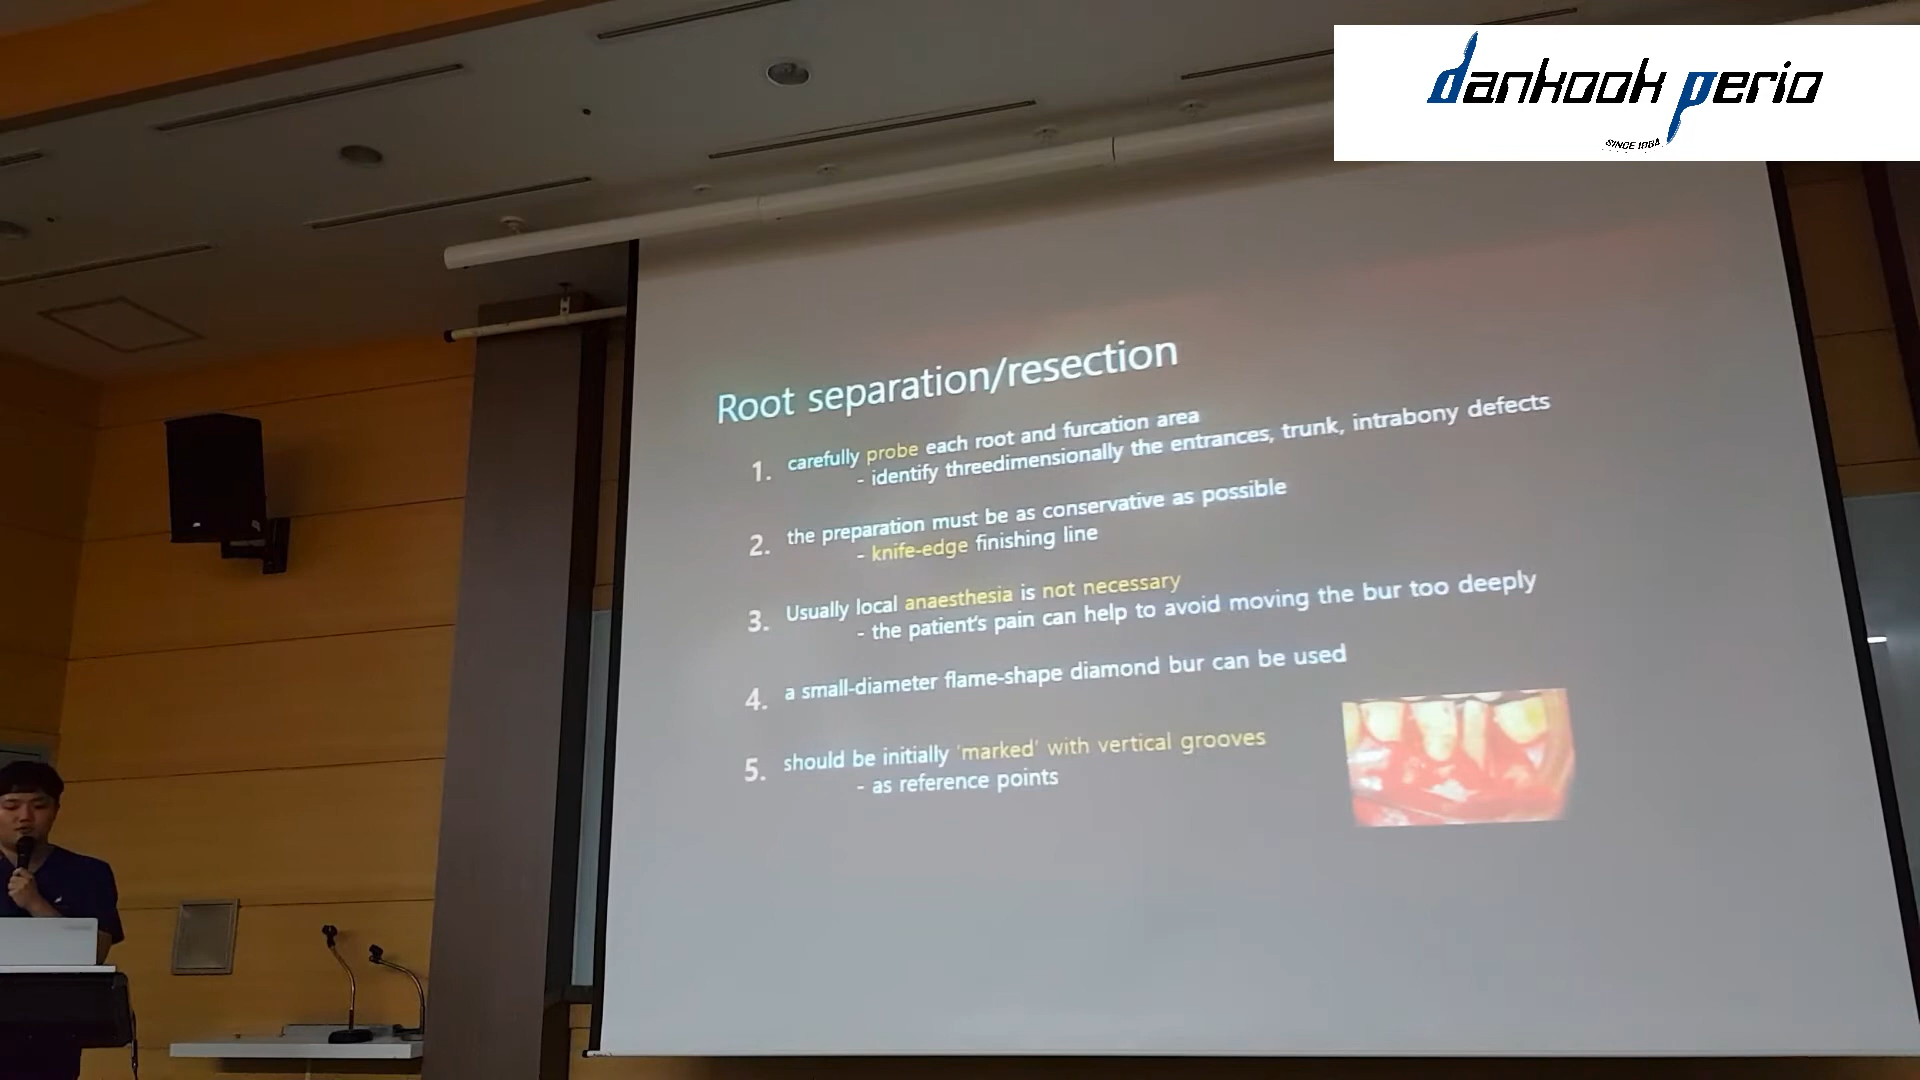 dankook perio
SINCE 1984
Root separation/resection
1. carefully probe each root and furcation area
- identify threedimensionally the entrances, trunk, intrabony defects
2. the preparation must be as conservative as possible
- knife-edge finishing line
3. Usually local anaesthesia is not necessary
- the patient's pain can help to avoid moving the bur too deeply
4. a small-diameter flame-shape diamond bur can be used
5. should be initially 'marked' with vertical grooves
- as reference points